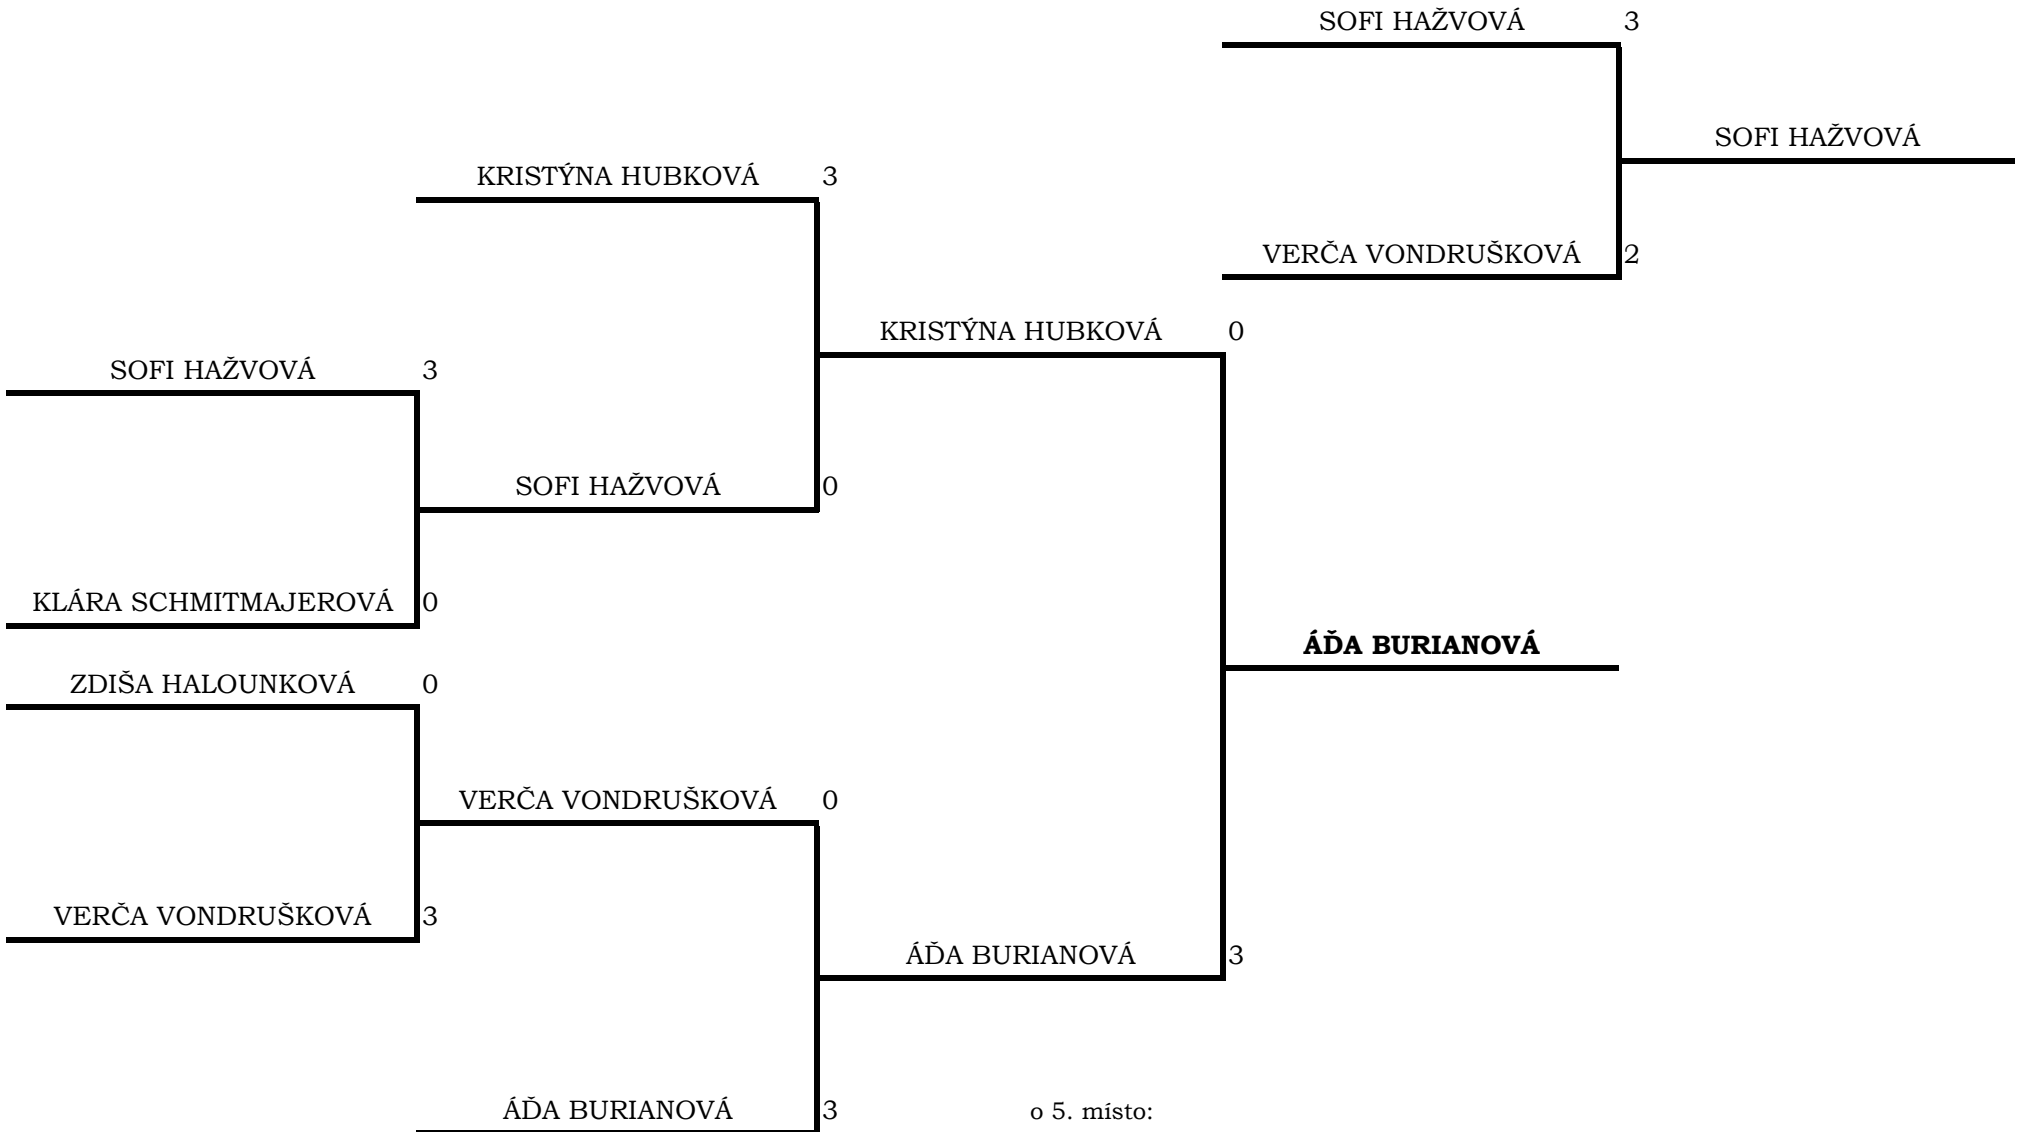 SOFI HAŽVOVÁ 3
SOFI HAŽVOVÁ
KRISTÝNA HUBKOVÁ 3
VERČA VONDRUŠKOVÁ 2
KRISTÝNA HUBKOVÁ 0
SOFI HAŽVOVÁ 3
SOFI HAŽVOVÁ 0
KLÁRA SCHMITMAJEROVÁ 0
ÁĎA BURIANOVÁ
ZDIŠA HALOUNKOVÁ 0
VERČA VONDRUŠKOVÁ 0
VERČA VONDRUŠKOVÁ 3
ÁĎA BURIANOVÁ 3
ÁĎA BURIANOVÁ 3
o 5. místo: